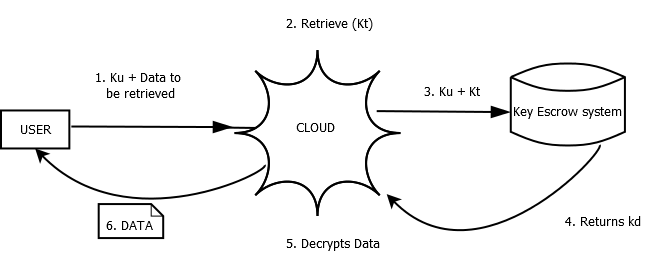 2. Retrieve (Kt)
1. Ku + Data to
be retrieved
3. Ku + Kt
USER
CLOUD
Key Escrow system
6. DATA
4. Returns kd
5. Decrypts Data